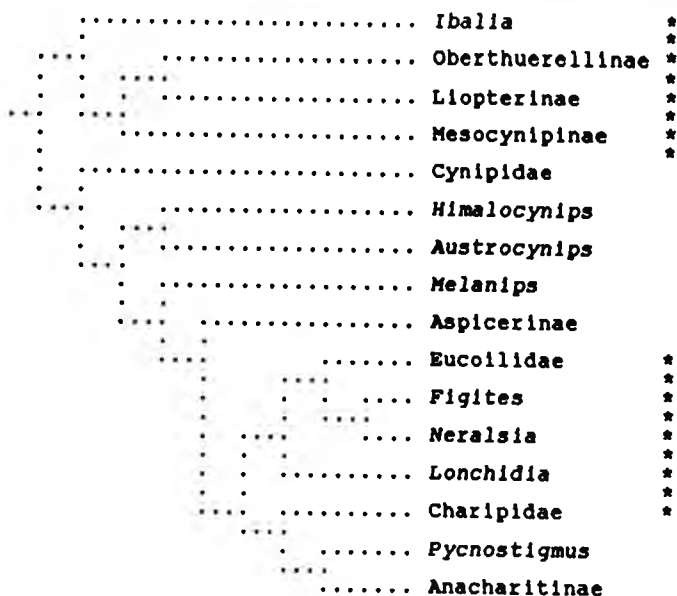 Ibalia *
*
Oberthuerellinae *
*
Liopterinae *
*
Mesocynipinae *
*
Cynipidae
Himalocynips
Austrocynips
Melanips
Aspicerinae
Eucoilidae *
*
Figites *
*
Neralsia *
*
Lonchidia *
*
Charipidae *
Pycnostigmus
Anacharitinae